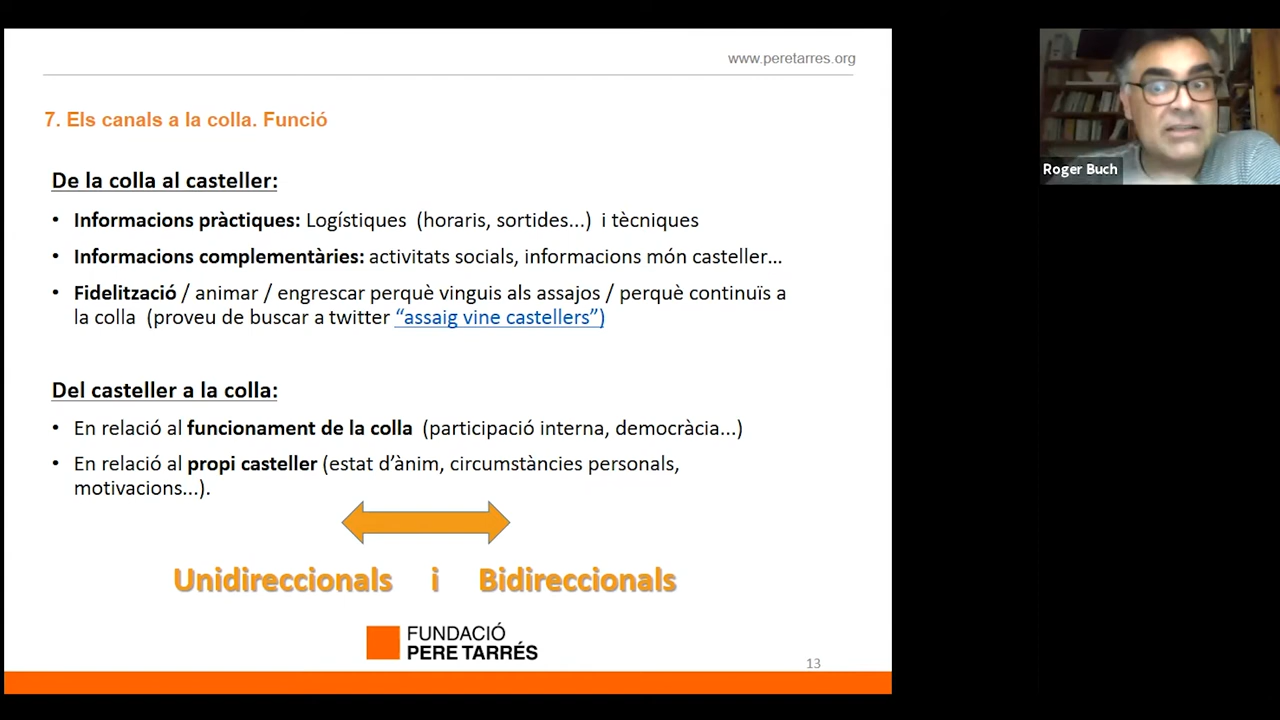 www.peretarres.org
7. Els canals a la colla. Funció
De la colla al casteller:
• Informacions pràctiques: Logístiques (horaris, sortides...) i tècniques
• Informacions complementàries: activitats socials, informacions món casteller…
• Fidelització / animar / engrescar perquè vinguis als assajos / perquè continuïs a
la colla (proveu de buscar a twitter “assaig vine castellers”)
Del casteller a la colla:
• En relació al funcionament de la colla (participació interna, democràcia...)
• En relació al propi casteller (estat d’ànim, circumstàncies personals,
motivacions...).
Unidireccionals i Bidireccionals
FUNDACIÓ
PERE TARRÉS
13
Roger Buch